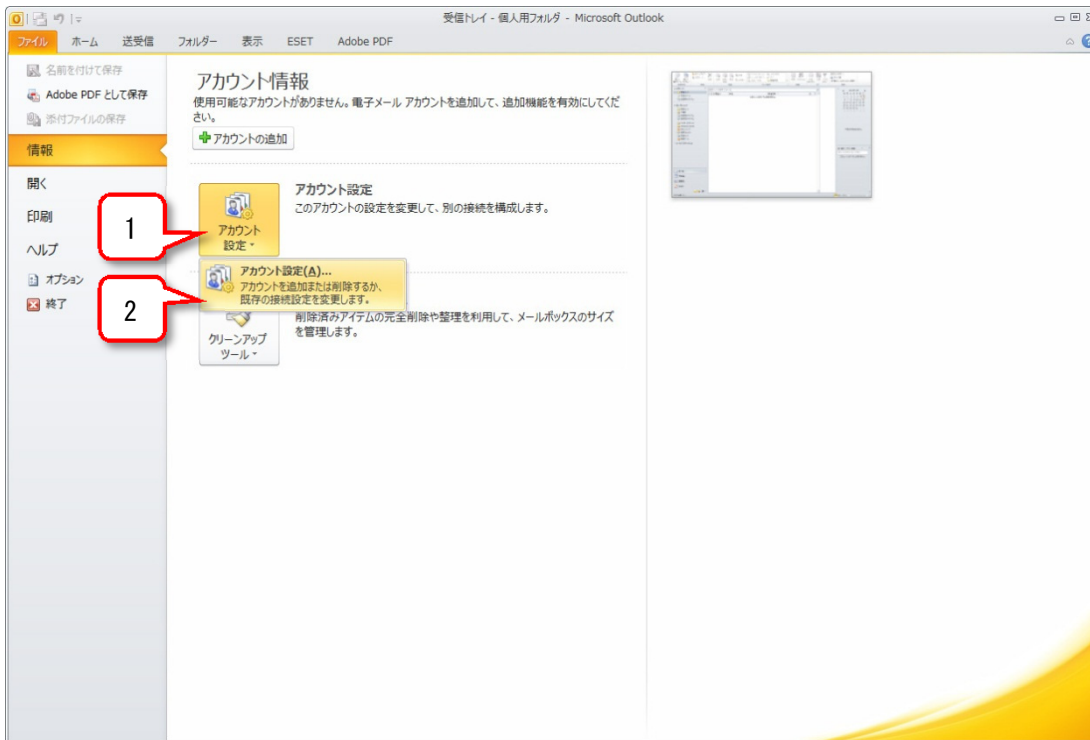 受信トレイ - 個人用フォルダ - Microsoft Outlook
ファイル ホーム 送受信 フォルダー 表示 ESET Adobe PDF
名前を付けて保存
Adobe PDF として保存
添付ファイルの保存
情報
開く
印刷
ヘルプ
オプション
終了
アカウント情報
使用可能なアカウントがありません。電子メール アカウントを追加して、追加機能を有効にしてくだ
さい。
アカウントの追加
1
アカウント
設定
アカウント設定
このアカウントの設定を変更して、別の接続を構成します。
2
アカウント設定(A)...
アカウントを追加または削除するか、
既存の接続設定を変更します。
クリーンアップ
ツール
削除済みアイテムの完全削除や整理を利用して、メールボックスのサイズ
を管理します。